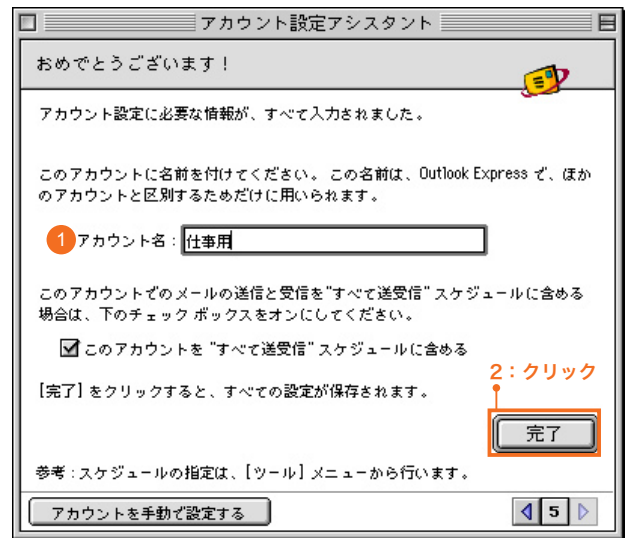 アカウント設定アシスタント
おめでとうございます!
アカウント設定に必要な情報が、すべて入力されました。
このアカウントに名前を付けてください。この名前は、Outlook Express で、ほか
のアカウントと区別するためだけに用いられます。
1 アカウント名:仕事用
このアカウントでのメールの送信と受信を"すべて送受信" スケジュールに含める
場合は、下のチェック ボックスをオンにしてください。
このアカウントを "すべて送受信" スケジュールに含める
2:クリック
[完了] をクリックすると、すべての設定が保存されます。
完了
参考:スケジュールの指定は、[ツール] メニューから行います。
アカウントを手動で設定する
5